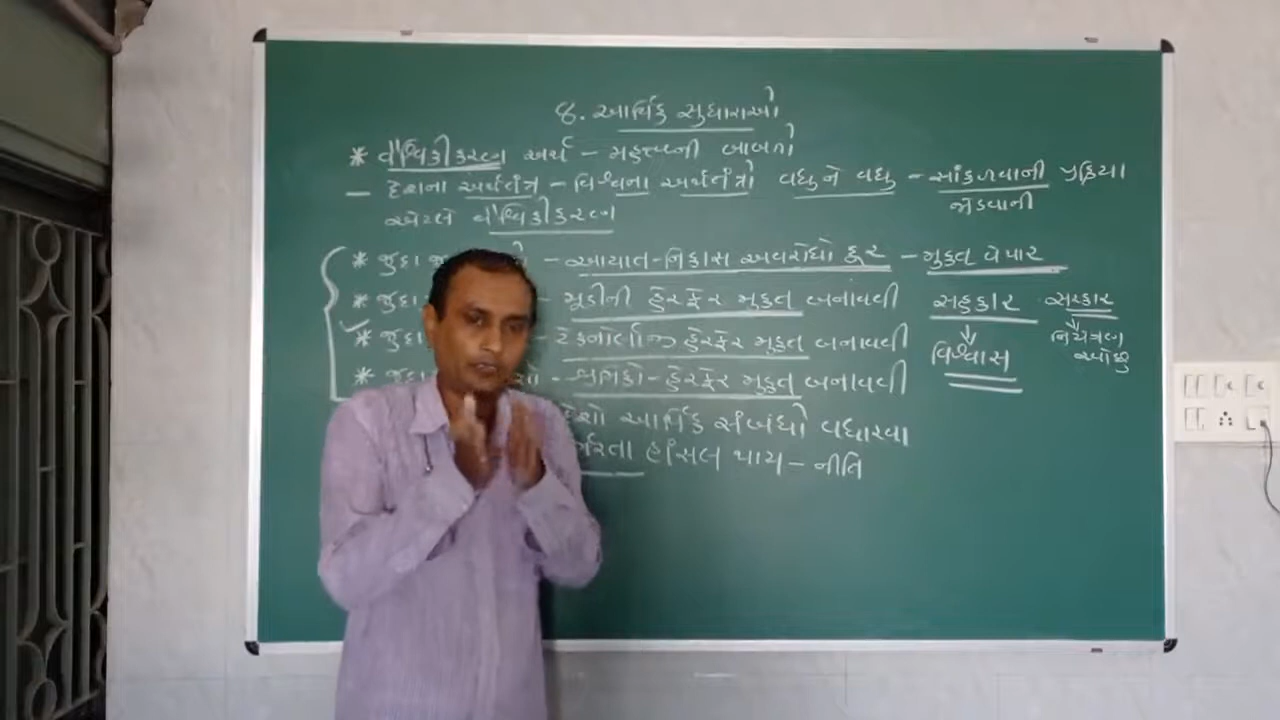 8. આર્થિક સુધારાઓ
* વૈશ્વિકીકરણ અર્થ - મહત્ત્વની બાબતો
- દેશના અર્થતંત્ર - વિશ્વના અર્થતંત્રો વધુ ને વધુ - સાંકળવાની પ્રક્રિયા
જોડવાની
એટલે વૈશ્વિકીકરણ
* જુદા - આયાત-નિકાસ અવરોધો દૂર - મુક્ત વેપાર
* જુદા - મૂડીની હેરફેર મુક્ત બનાવવી
સહકાર
સરકાર
* જુદા - ટેકનોલૉજી હેરફેર મુક્ત બનાવવી
વિશ્વાસ
નિયંત્રણ
ઓછુ
* - શ્રમિકો - હેરફેર મુક્ત બનાવવી
દેશો આર્થિક સંબંધો વધારવા
હાંસલ થાય - નીતિ